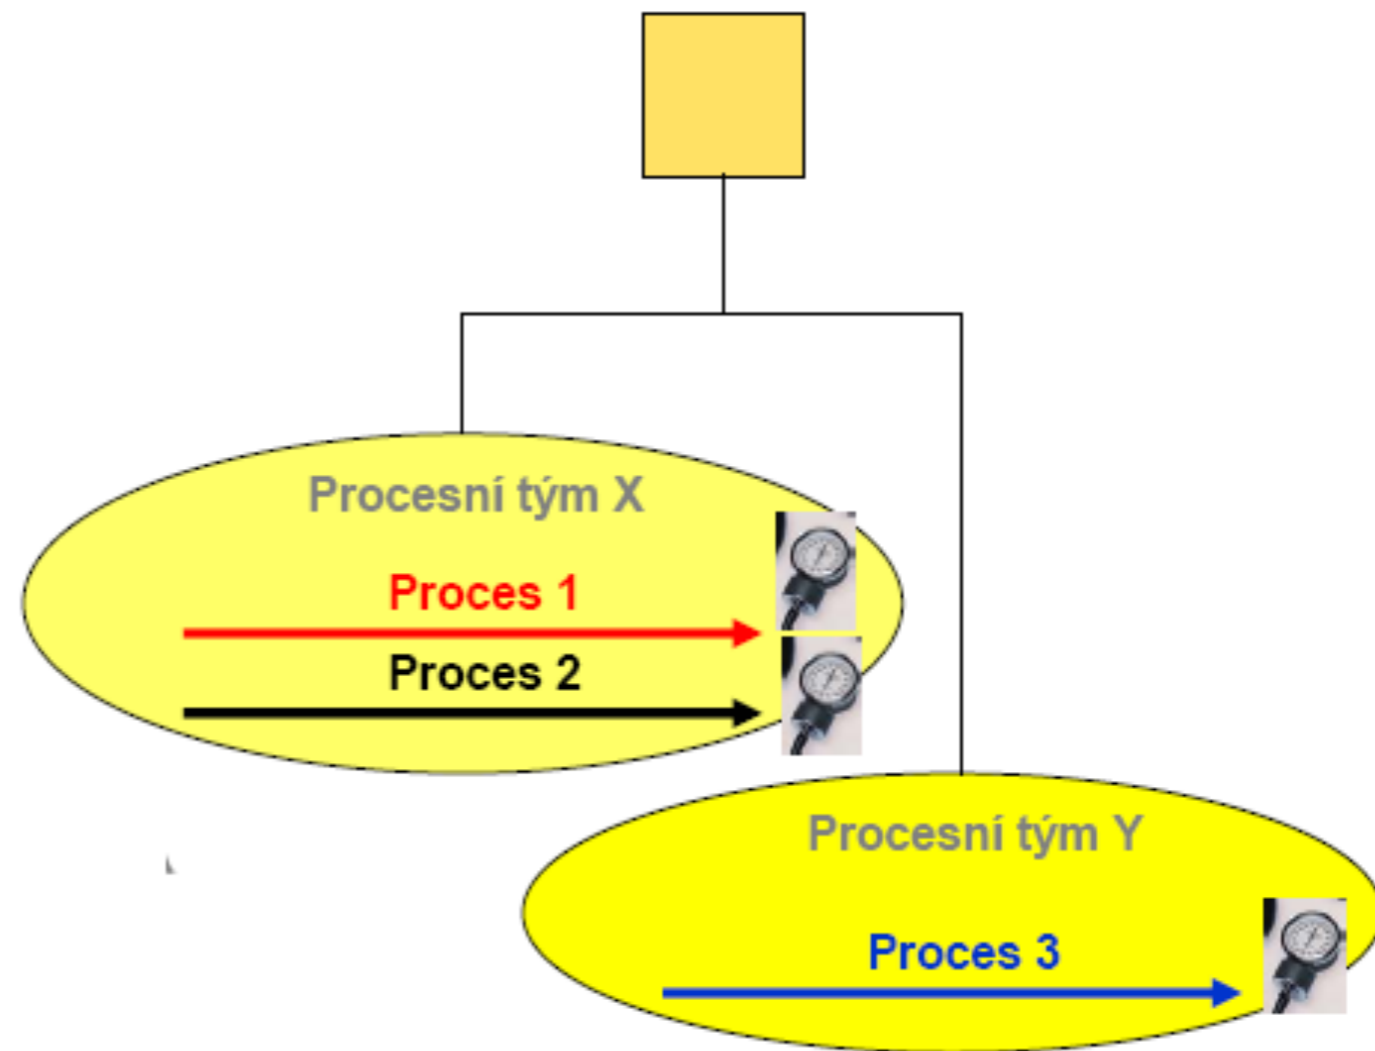 Procesní tým X
Proces 1
Proces 2
Procesní tým Y
Proces 3